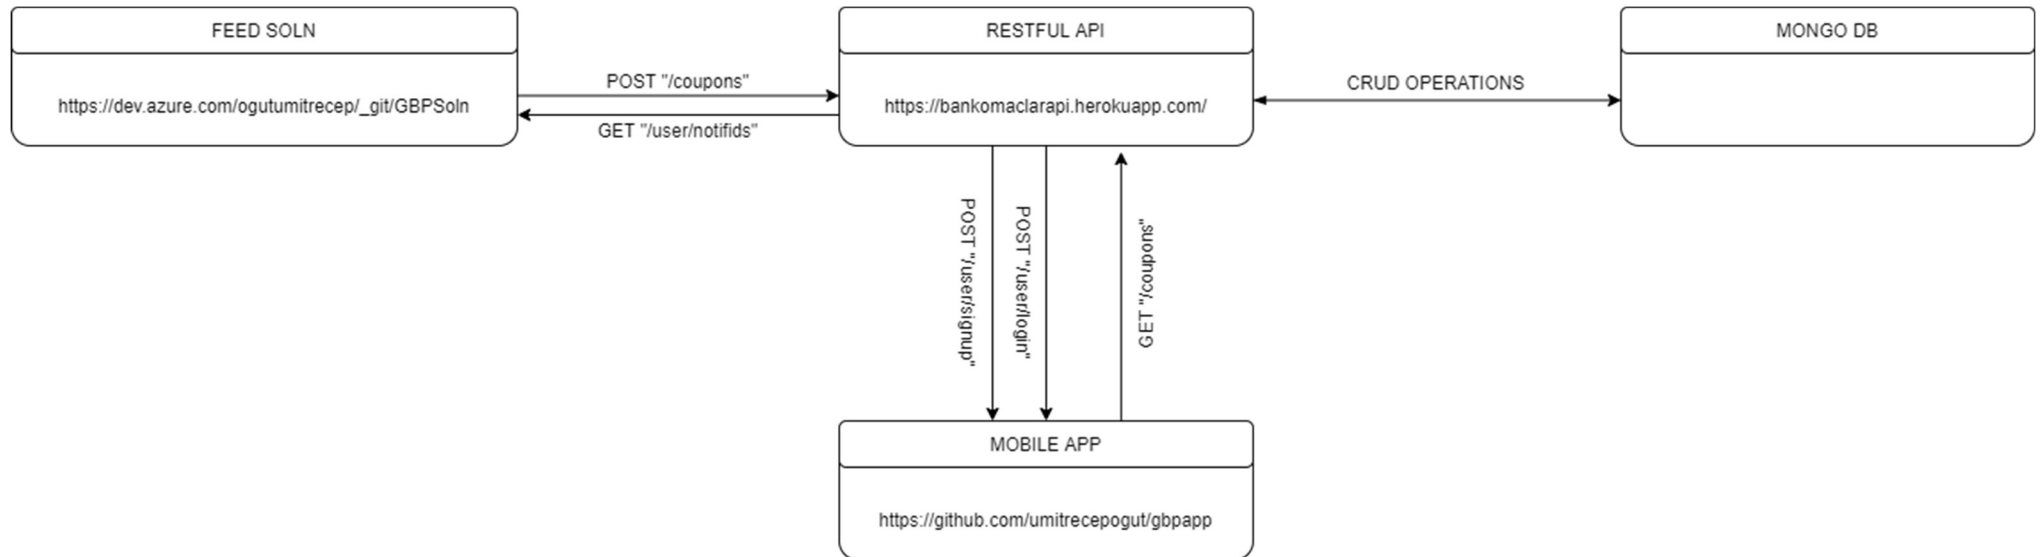 FEED SOLN
RESTFUL API
MONGO DB
https://dev.azure.com/ogutumitrecep/_git/GBPSoln
POST "/coupons"
GET "/user/notifids"
https://bankomaclarapi.herokuapp.com/
CRUD OPERATIONS
POST "/user/signup"
POST "/user/login"
GET "/coupons"
MOBILE APP
https://github.com/umitrecepogut/gbpapp